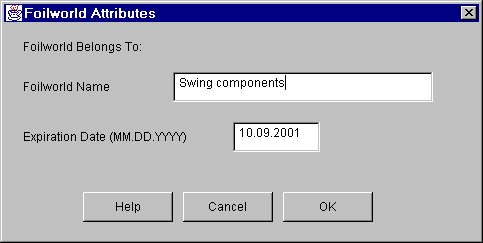 Foilworld Attributes
Foilworld Belongs To:
Foilworld Name Swing components
Expiration Date (MM.DD.YYYY) 10.09.2001
Help Cancel OK